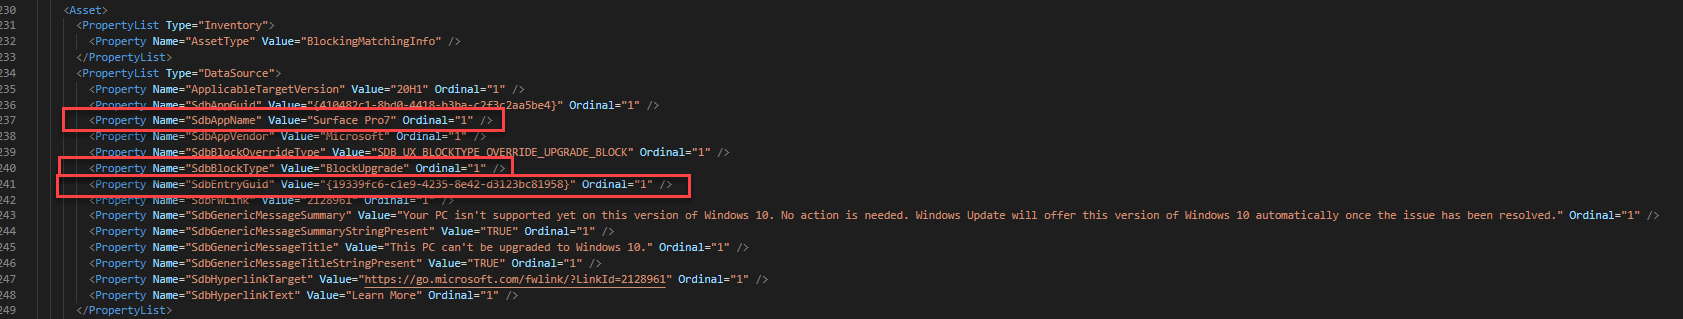 230 <Asset>
231 <PropertyList Type="Inventory">
232 <Property Name="AssetType" Value="BlockingMatchingInfo" />
233 </PropertyList>
234 <PropertyList Type="DataSource">
235 <Property Name="ApplicableTargetVersion" Value="20H1" Ordinal="1" />
236 <Property Name="SdbAppGuid" Value="{410482c1-8bd0-4418-b3ba-c2f3c2aa5be4}" Ordinal="1" />
237 <Property Name="SdbAppName" Value="Surface Pro7" Ordinal="1" />
238 <Property Name="SdbAppVendor" Value="Microsoft" Ordinal="1" />
239 <Property Name="SdbBlockOverrideType" Value="SDB_UX_BLOCKTYPE_OVERRIDE_UPGRADE_BLOCK" Ordinal="1" />
240 <Property Name="SdbBlockType" Value="BlockUpgrade" Ordinal="1" />
241 <Property Name="SdbEntryGuid" Value="{19339fc6-c1e9-4235-8e42-d3123bc81958}" Ordinal="1" />
242 <Property Name="SdbFwLink" Value="2128961" Ordinal="1" />
243 <Property Name="SdbGenericMessageSummary" Value="Your PC isn't supported yet on this version of Windows 10. No action is needed. Windows Update will offer this version of Windows 10 automatically once the issue has been resolved." Ordinal="1" />
244 <Property Name="SdbGenericMessageSummaryStringPresent" Value="TRUE" Ordinal="1" />
245 <Property Name="SdbGenericMessageTitle" Value="This PC can't be upgraded to Windows 10." Ordinal="1" />
246 <Property Name="SdbGenericMessageTitleStringPresent" Value="TRUE" Ordinal="1" />
247 <Property Name="SdbHyperlinkTarget" Value="https://go.microsoft.com/fwlink/?LinkId=2128961" Ordinal="1" />
248 <Property Name="SdbHyperlinkText" Value="Learn More" Ordinal="1" />
249 </PropertyList>